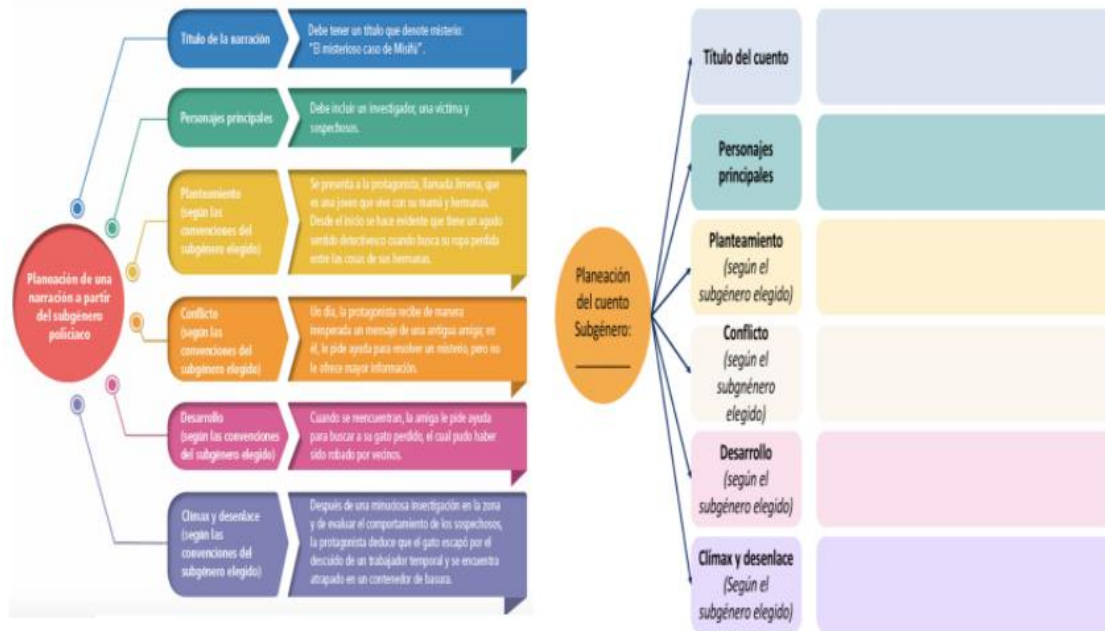 Planeación de una
narración a partir
del subgénero
policiaco
Título de la narración
Debe tener un título que denote misterio:
"El misterioso caso de Misifú".
Personajes principales
Debe incluir un investigador, una víctima y
sospechosos.
Planteamiento
(según las
convenciones del
subgénero elegido)
Se presenta a la protagonista, llamada Jimena, que
es una joven que vive con su mamá y hermanas.
Desde el inicio se hace evidente que tiene un agudo
sentido detectivesco cuando busca su ropa perdida
entre las cosas de sus hermanas.
Conflicto
(según las
convenciones del
subgénero elegido)
Un día, la protagonista recibe de manera
inesperada un mensaje de una antigua amiga; en
él, le pide ayuda para resolver un misterio, pero no
le ofrece mayor información.
Desarrollo
(según las convenciones
del subgénero elegido)
Cuando se reencuentran, la amiga le pide ayuda
para buscar a su gato perdido, el cual pudo haber
sido robado por vecinos.
Clímax y desenlace
(según las
convenciones del
subgénero elegido)
Después de una minuciosa investigación en la zona
y de evaluar el comportamiento de los sospechosos,
la protagonista deduce que el gato escapó por el
descuido de un trabajador temporal y se encuentra
atrapado en un contenedor de basura.
Planeación
del cuento
Subgénero:
Título del cuento
Personajes
principales
Planteamiento
(según el
subgénero elegido)
Conflicto
(según el
subgnénero
elegido)
Desarrollo
(según el
subgénero elegido)
Clímax y desenlace
(Según el
subgénero elegido)